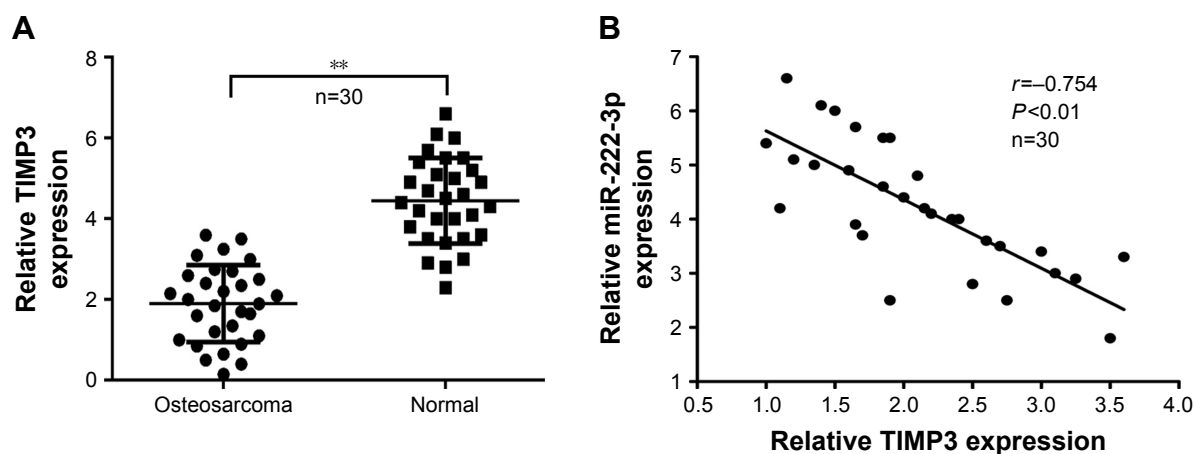 A
Relative TIMP3
expression
8
6
4
2
0
**
n=30
Osteosarcoma
Normal
B
Relative miR-222-3p
expression
7
6
5
4
3
2
1
r=–0.754
P<0.01
n=30
0.5 1.0 1.5 2.0 2.5 3.0 3.5 4.0
Relative TIMP3 expression